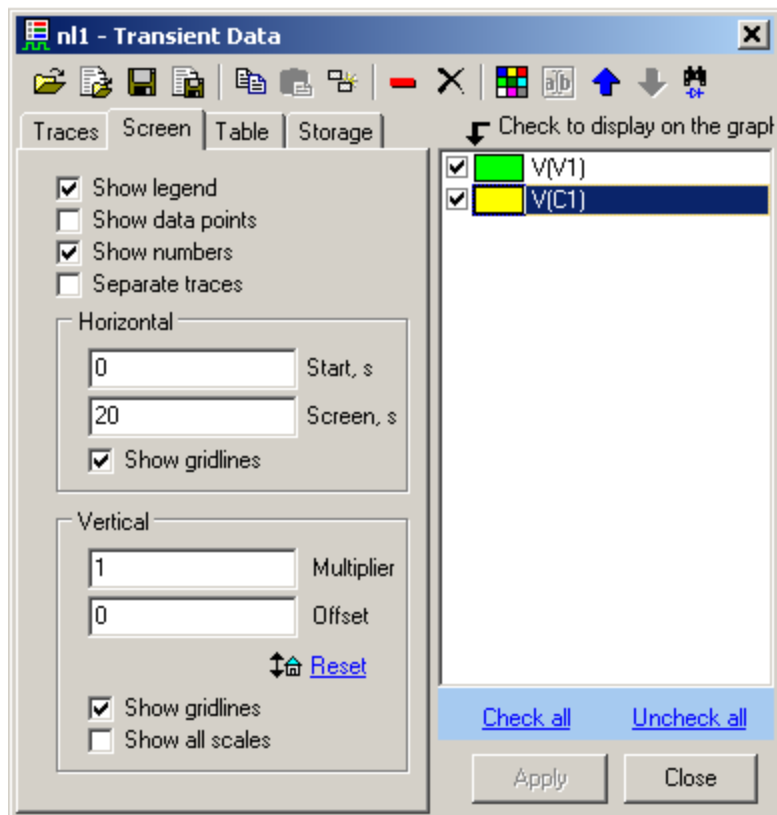 nl1 - Transient Data
a|b
Traces Screen Table Storage
Check to display on the graph
Show legend
Show data points
Show numbers
Separate traces
Horizontal
0 Start, s
20 Screen, s
Show gridlines
Vertical
1 Multiplier
0 Offset
Reset
Show gridlines
Show all scales
V(V1)
V(C1)
Check all Uncheck all
Apply Close